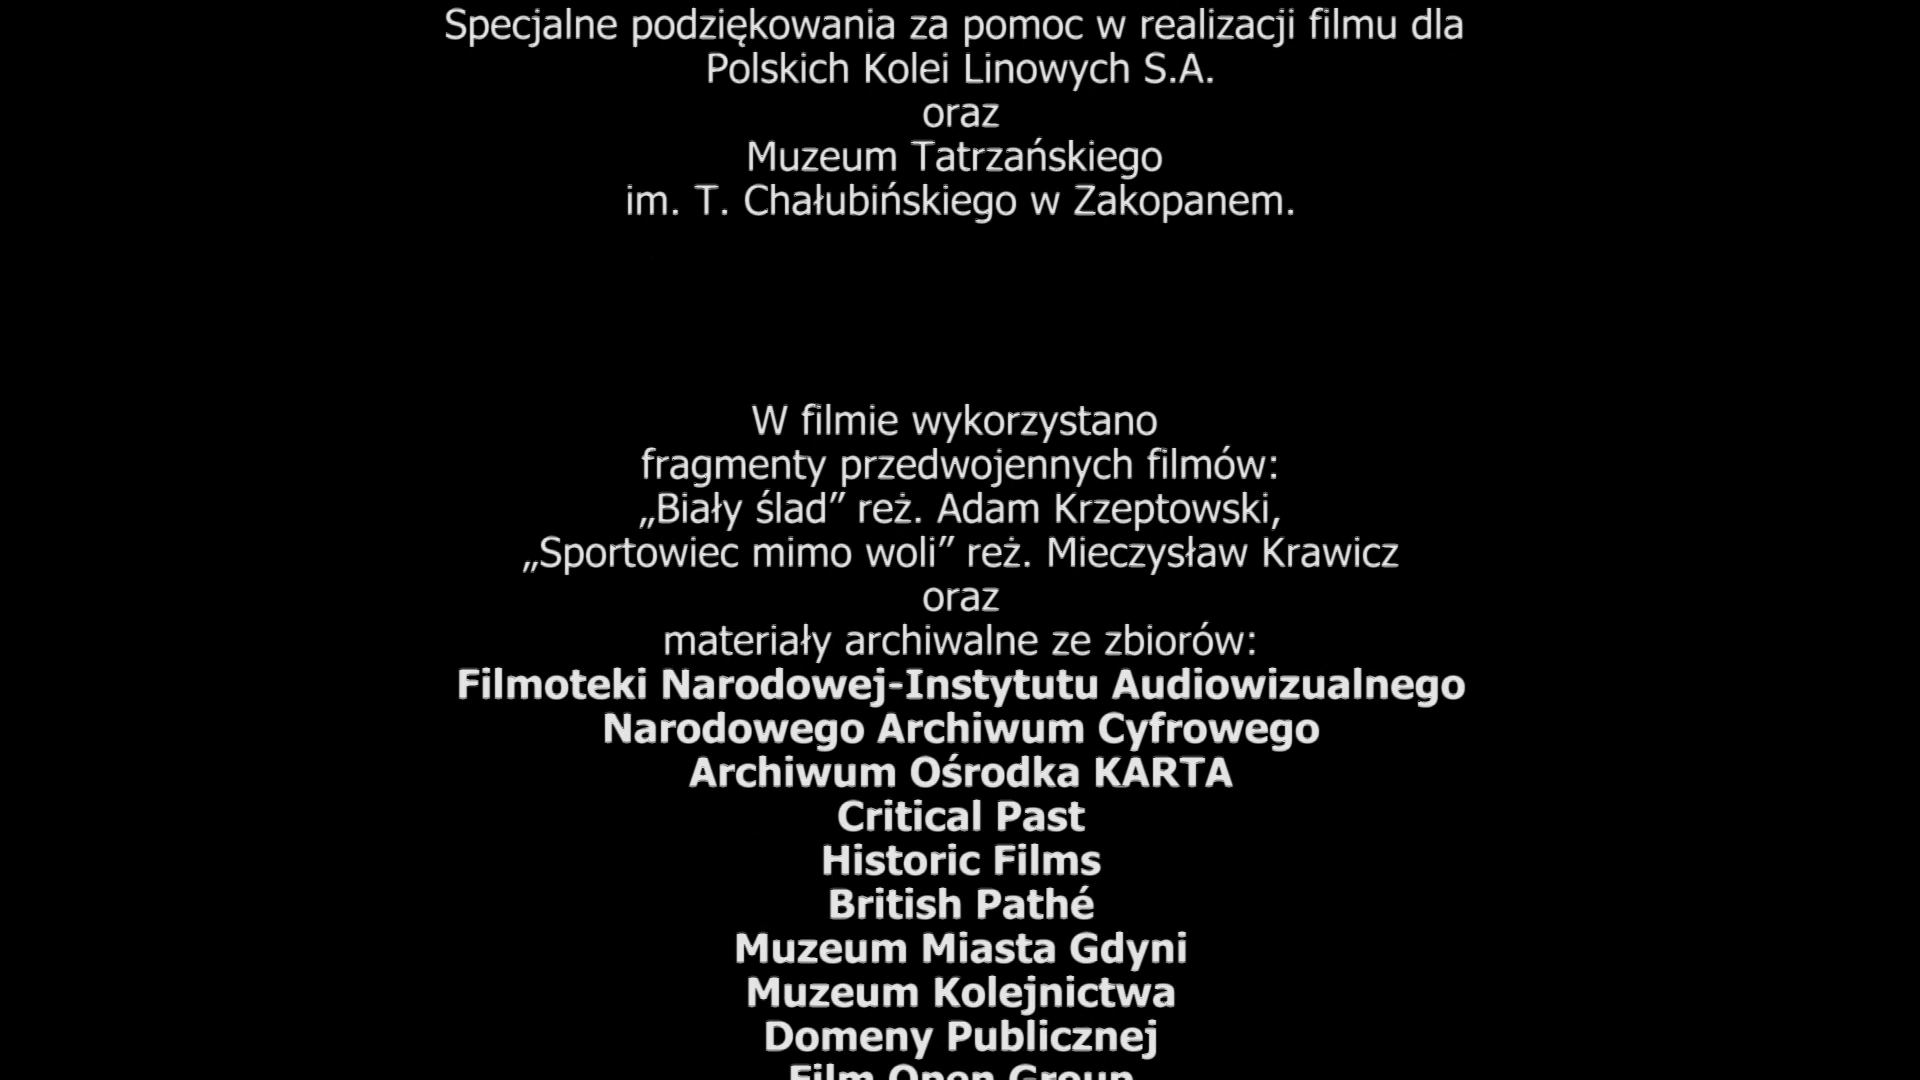 Specjalne podziękowania za pomoc w realizacji filmu dla
Polskich Kolei Linowych S.A.
oraz
Muzeum Tatrzańskiego
im. T. Chałubińskiego w Zakopanem.
W filmie wykorzystano
fragmenty przedwojennych filmów:
„Biały ślad” reż. Adam Krzeptowski,
„Sportowiec mimo woli” reż. Mieczysław Krawicz
oraz
materiały archiwalne ze zbiorów:
Filmoteki Narodowej-Instytutu Audiowizualnego
Narodowego Archiwum Cyfrowego
Archiwum Ośrodka KARTA
Critical Past
Historic Films
British Pathé
Muzeum Miasta Gdyni
Muzeum Kolejnictwa
Domeny Publicznej
Film Open Group